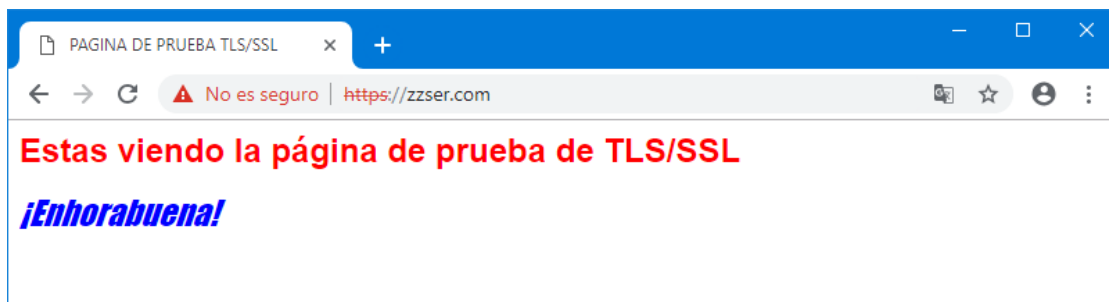 PAGINA DE PRUEBA TLS/SSL
No es seguro | https://zzser.com
Estas viendo la página de prueba de TLS/SSL
¡Enhorabuena!